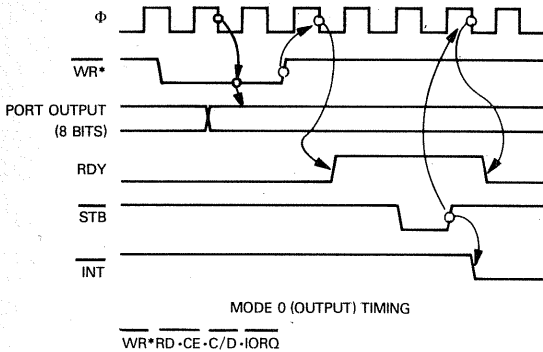 Φ
WR*
PORT OUTPUT
(8 BITS)
RDY
STB
INT
MODE 0 (OUTPUT) TIMING
WR*RD•CE•C/D•IORQ